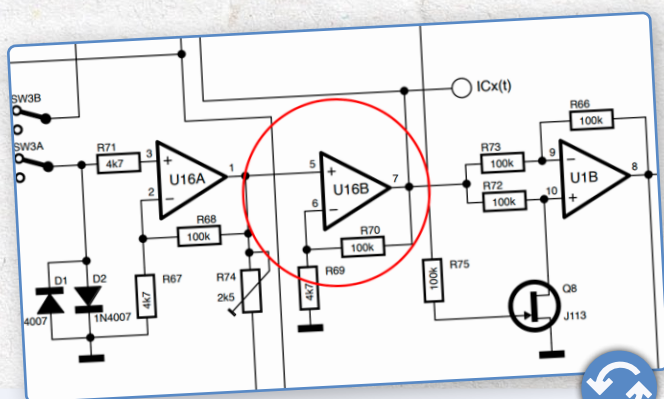 SW3B
SW3A
R71
4k7
3
+
2
−
1
U16A
R68
100k
D1
4007
D2
1N4007
R67
4k7
R74
2k5
5
+
6
−
7
U16B
R70
100k
R69
4k7
ICx(t)
R75
100k
R73
100k
R72
100k
R66
100k
9
−
10
+
8
U1B
Q8
J113